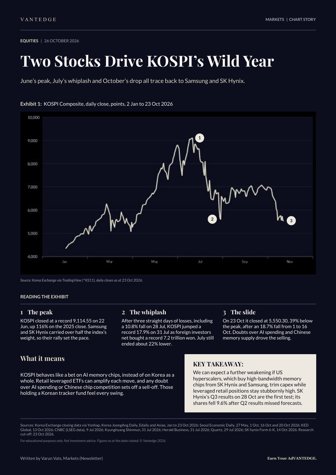 VANTEDGE
MARKETS | CHART STORY
EQUITIES | 26 OCTOBER 2026
Two Stocks Drive KOSPI's Wild Year
June's peak, July's whiplash and October's drop all trace back to Samsung and SK Hynix.
Exhibit 1: KOSPI Composite, daily close, points, 2 Jan to 23 Oct 2026
10,000
9,000
8,000
7,000
6,000
5,000
4,000
1
2
3
Jan
Mar
May
Jul
Sep
Nov
READING THE EXHIBIT
1 The peak
KOSPI closed at a record 9,114.55 on 22
Jun, up 116% on the 2025 close. Samsung
and SK Hynix carried over half the index's
weight, so their rally set the pace.
2 The whiplash
After three straight days of losses, including
a 10.8% fall on 28 Jul, KOSPI jumped a
record 17.9% on 31 Jul as foreign investors
net bought a record 7.2 trillion won. July still
ended about 22% lower.
3 The slide
On 23 Oct it closed at 5,550.30, 39% below
the peak, after an 18.7% fall from 1 to 16
Oct. Doubts over AI spending and Chinese
memory supply drove the selling.
What it means
KOSPI behaves like a bet on AI memory chips, instead of on Korea as a
whole. Retail leveraged ETFs can amplify each move, and any doubt
over AI spending or Chinese chip competition sets off a sell-off. Those
holding a Korean tracker fund feel every swing.
KEY TAKEAWAY:
We can expect a further weakening if US
hyperscalers, which buy high-bandwidth memory
chips from SK Hynix and Samsung, trim capex while
leveraged retail positions stay stubbornly high. SK
Hynix's Q3 results on 28 Oct are the first test; its
shares fell 9.6% after Q2 results missed forecasts.
Written by Varun Vats, Markets (Newsletter)